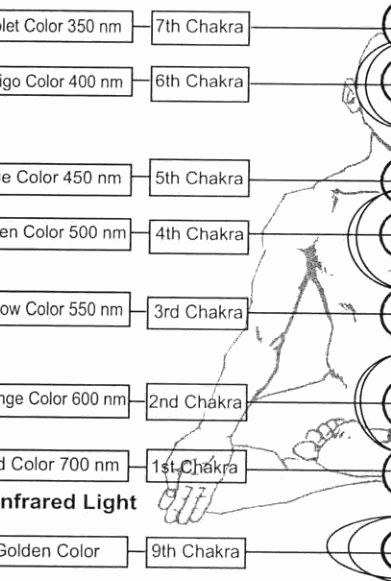 let Color 350 nm 7th Chakra
igo Color 400 nm 6th Chakra
e Color 450 nm 5th Chakra
en Color 500 nm 4th Chakra
ow Color 550 nm 3rd Chakra
nge Color 600 nm 2nd Chakra
d Color 700 nm 1st Chakra
nfrared Light
Golden Color 9th Chakra